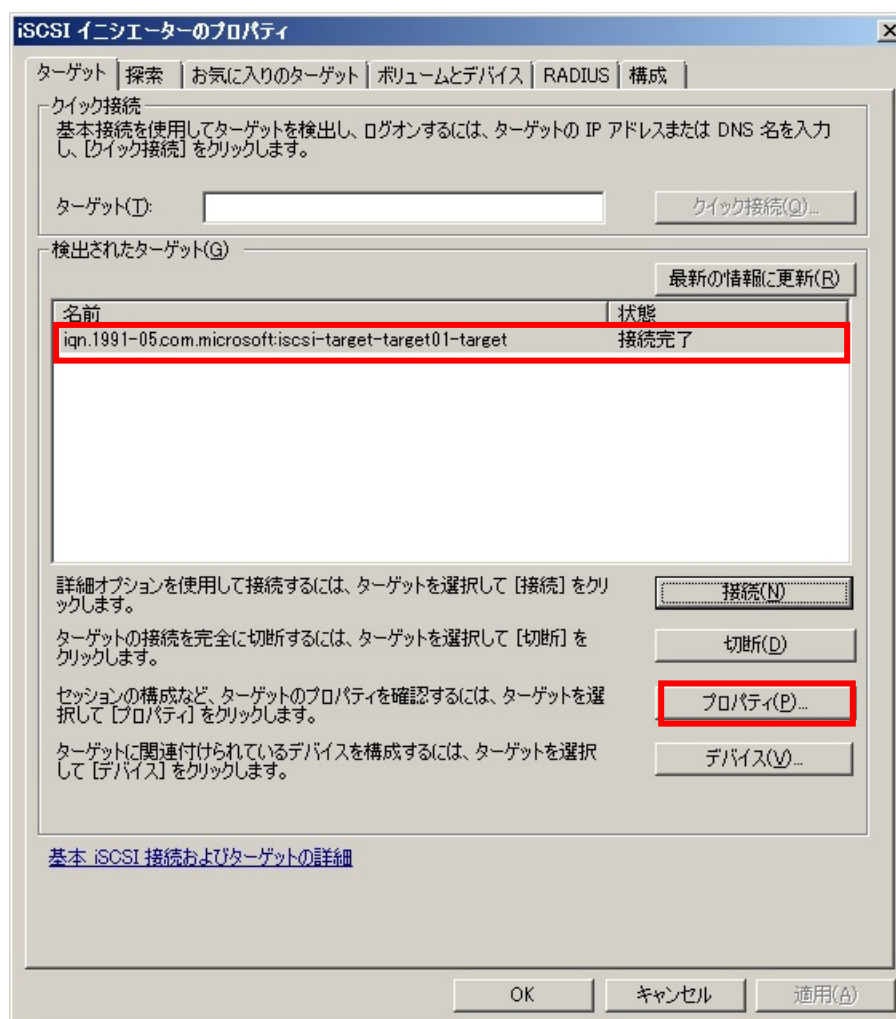 iSCSI イニシエーターのプロパティ
ターゲット 探索 お気に入りのターゲット ボリュームとデバイス RADIUS 構成
クイック接続
基本接続を使用してターゲットを検出し、ログオンするには、ターゲットの IP アドレスまたは DNS 名を入力
し、[クイック接続] をクリックします。
ターゲット(T): クイック接続(Q)...
検出されたターゲット(G)
最新の情報に更新(R)
名前 状態
iqn.1991-05.com.microsoft:iscsi-target-target01-target 接続完了
詳細オプションを使用して接続するには、ターゲットを選択して [接続] をクリ
ックします。
接続(N)
ターゲットの接続を完全に切断するには、ターゲットを選択して [切断] を
クリックします。
切断(D)
セッションの構成など、ターゲットのプロパティを確認するには、ターゲットを選
択して [プロパティ] をクリックします。
プロパティ(P)...
ターゲットに関連付けられているデバイスを構成するには、ターゲットを選択
して [デバイス] をクリックします。
デバイス(V)...
基本 iSCSI 接続およびターゲットの詳細
OK キャンセル 適用(A)